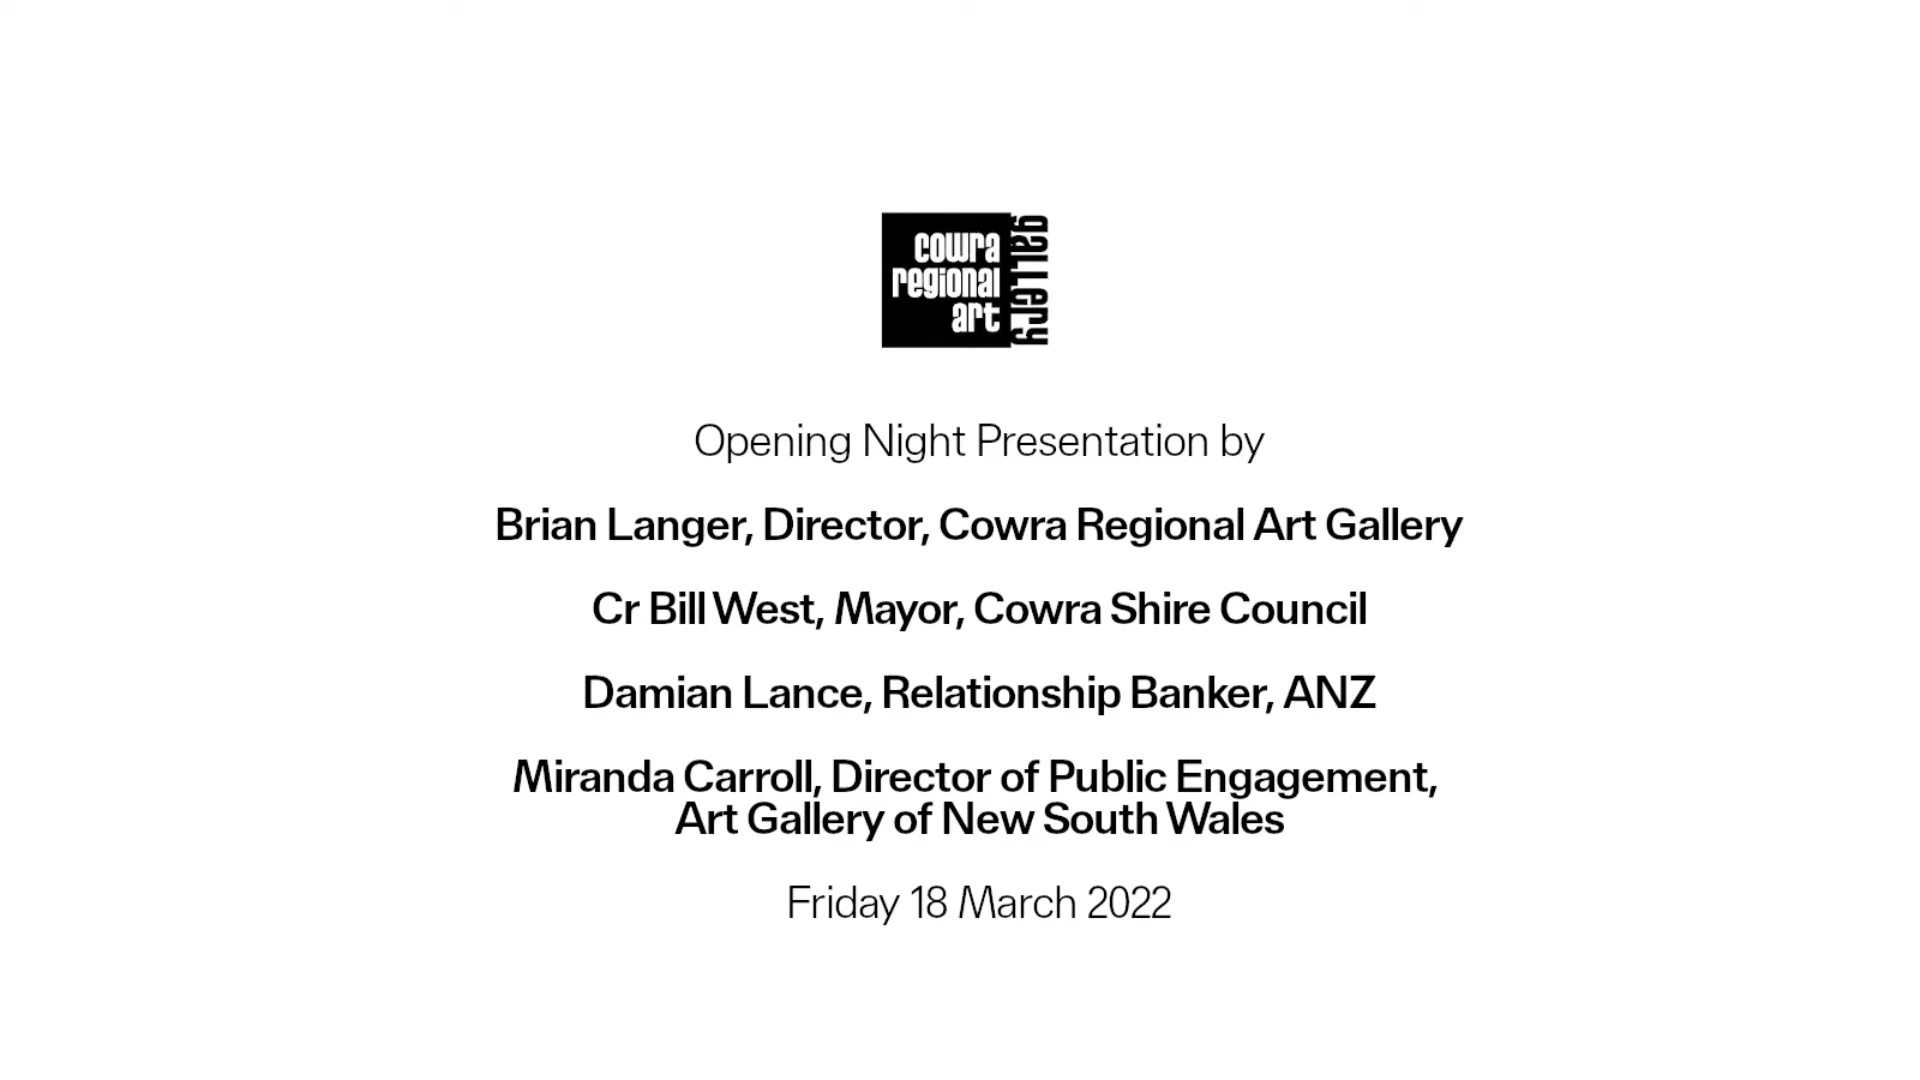 cowra
regional
art
gallery
Opening Night Presentation by
Brian Langer, Director, Cowra Regional Art Gallery
Cr Bill West, Mayor, Cowra Shire Council
Damian Lance, Relationship Banker, ANZ
Miranda Carroll, Director of Public Engagement,
Art Gallery of New South Wales
Friday 18 March 2022